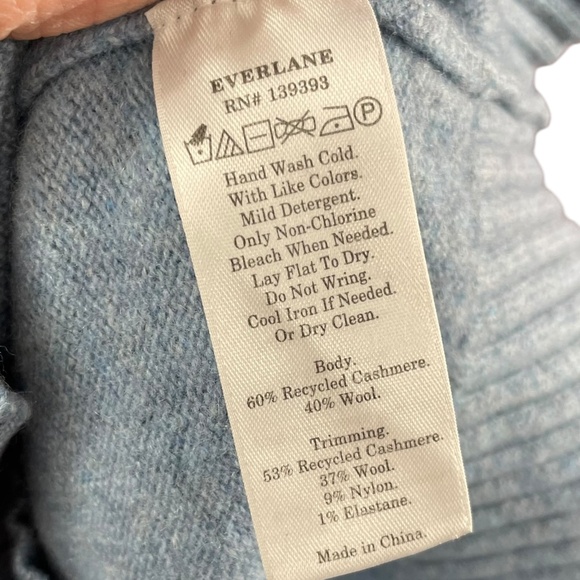 EVERLANE
RN# 139393
P
Hand Wash Cold.
With Like Colors.
Mild Detergent.
Only Non-Chlorine
Bleach When Needed.
Lay Flat To Dry.
Do Not Wring.
Cool Iron If Needed.
Or Dry Clean.
Body.
60% Recycled Cashmere.
40% Wool.
Trimming.
53% Recycled Cashmere.
37% Wool.
9% Nylon.
1% Elastane.
Made in China.